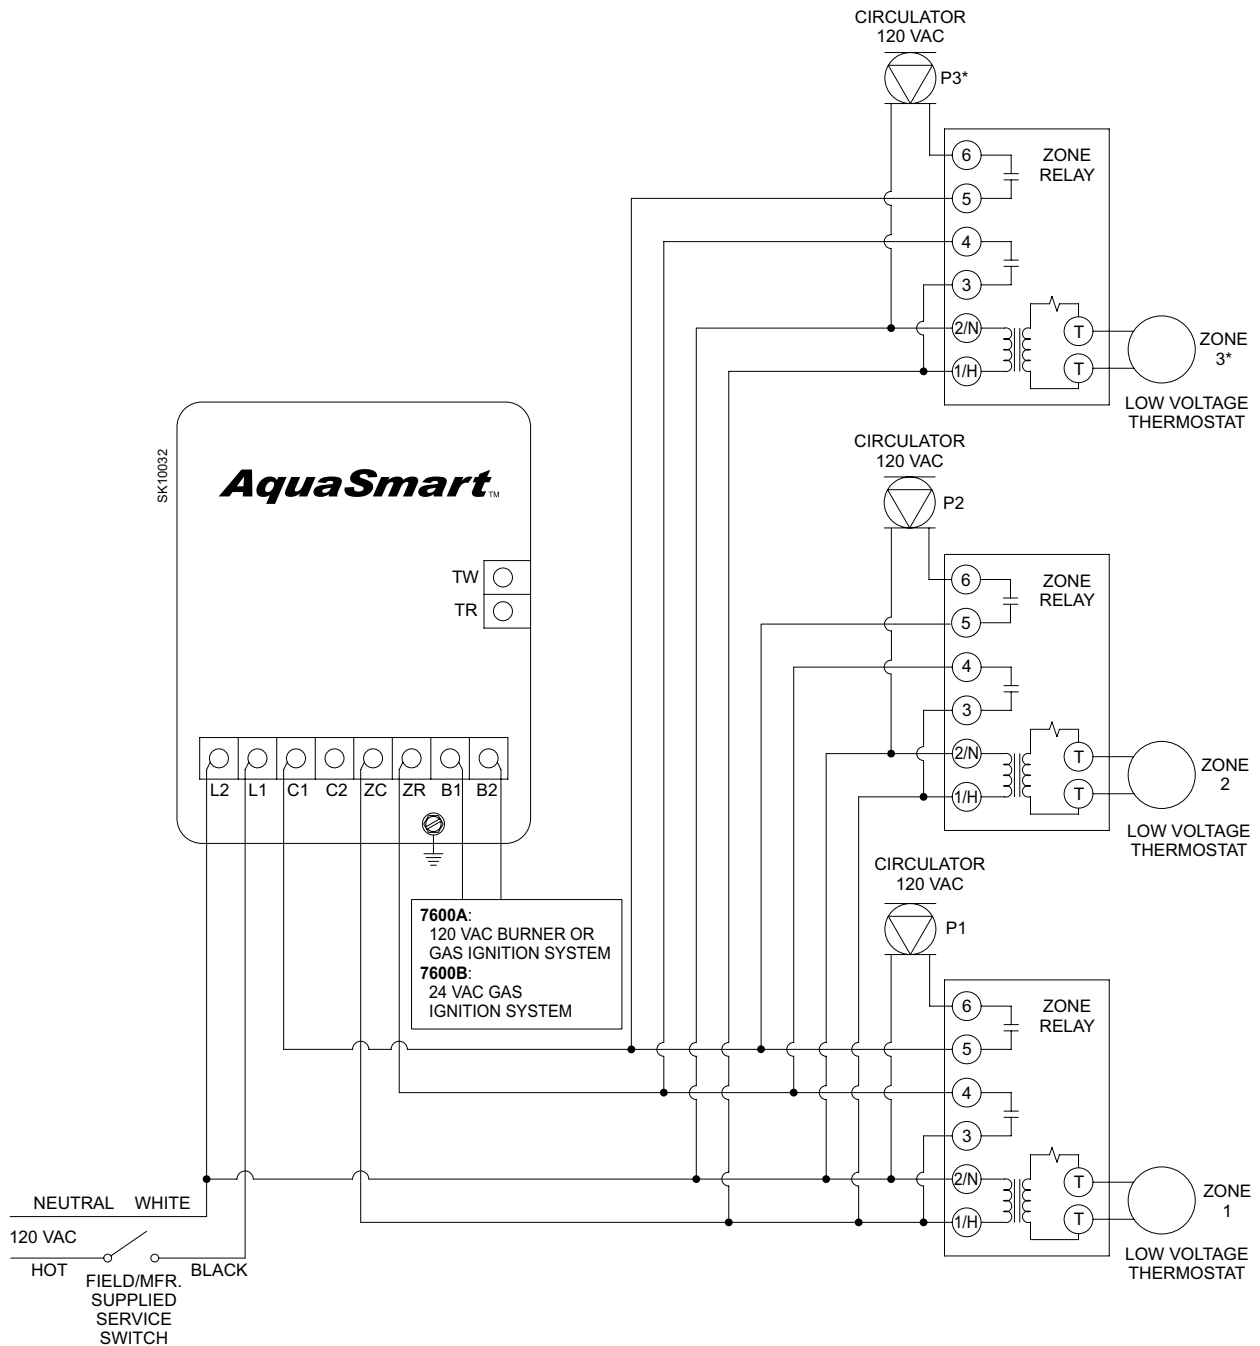 CIRCULATOR
120 VAC
P3*
6
ZONE
RELAY
5
4
3
2/N
T
ZONE
3*
1/H
T
LOW VOLTAGE
THERMOSTAT
CIRCULATOR
120 VAC
P2
6
ZONE
RELAY
5
4
3
2/N
T
ZONE
2
1/H
T
LOW VOLTAGE
THERMOSTAT
SK10032
AquaSmart™
TW
TR
L2 L1 C1 C2 ZC ZR B1 B2
7600A:
120 VAC BURNER OR
GAS IGNITION SYSTEM
7600B:
24 VAC GAS
IGNITION SYSTEM
CIRCULATOR
120 VAC
P1
6
ZONE
RELAY
5
4
3
2/N
T
ZONE
1
1/H
T
LOW VOLTAGE
THERMOSTAT
NEUTRAL WHITE
120 VAC
HOT
BLACK
FIELD/MFR.
SUPPLIED
SERVICE
SWITCH